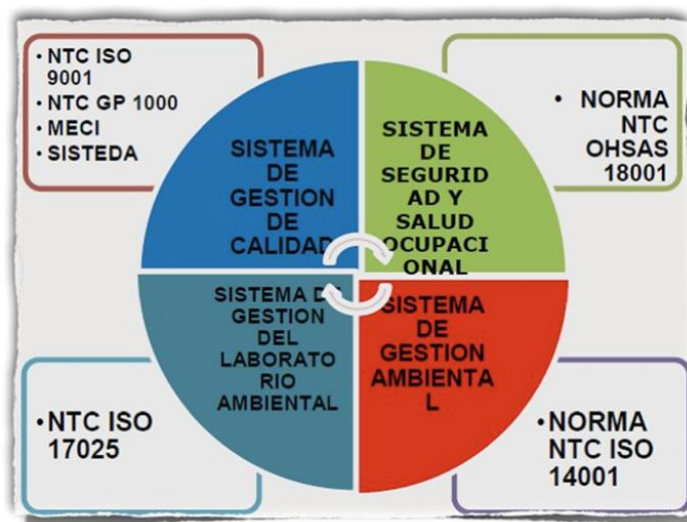 • NTC ISO
9001
• NTC GP 1000
• MECI
• SISTEDA
SISTEMA
DE
GESTION
DE
CALIDAD
SISTEMA
DE
SEGURID
AD Y
SALUD
OCUPACI
ONAL
• NORMA
NTC
OHSAS
18001
SISTEMA DE
GESTION
DEL
LABORATO
RIO
AMBIENTAL
SISTEMA
DE
GESTION
AMBIENTA
L
• NTC ISO
17025
• NORMA
NTC ISO
14001